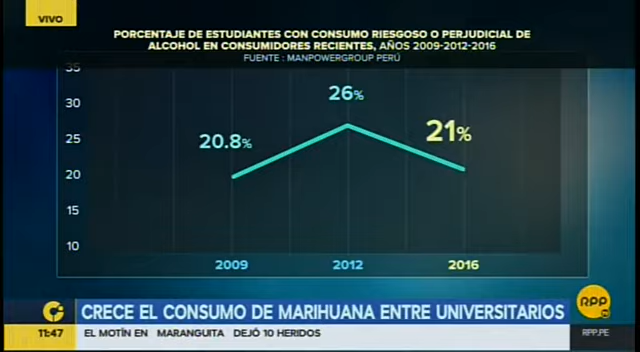 VIVO
PORCENTAJE DE ESTUDIANTES CON CONSUMO RIESGOSO O PERJUDICIAL DE
ALCOHOL EN CONSUMIDORES RECIENTES, AÑOS 2009-2012-2016
FUENTE : MANPOWERGROUP PERÚ
35
30
25
20
15
10
20.8%
26%
21%
2009
2012
2016
CRECE EL CONSUMO DE MARIHUANA ENTRE UNIVERSITARIOS
RPP
11:47
EL MOTÍN EN MARANGUITA DEJÓ 10 HERIDOS
RPP.PE